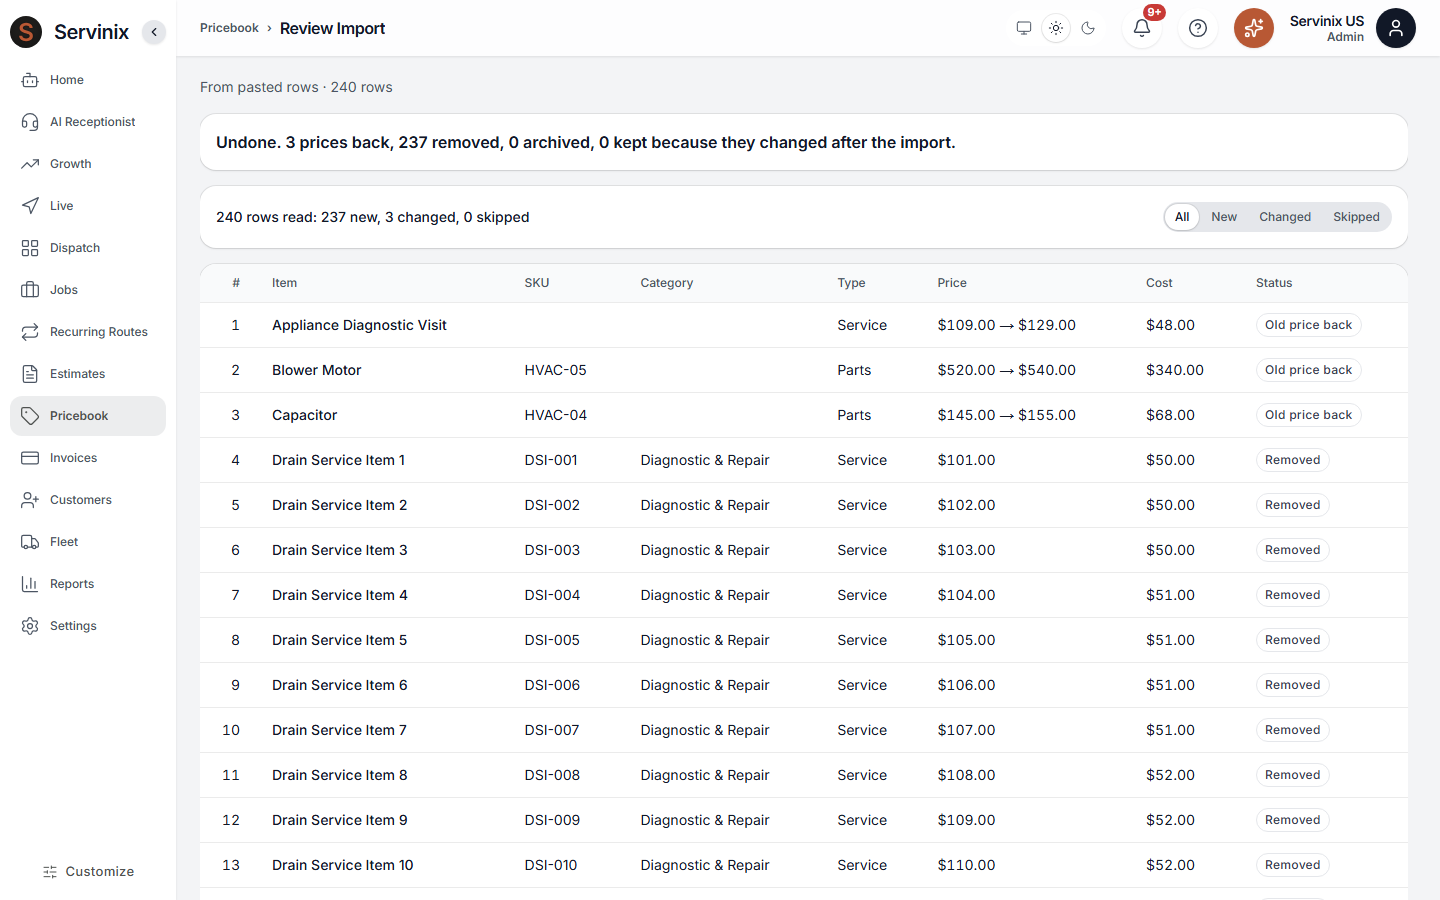 S Servinix
Home
AI Receptionist
Growth
Live
Dispatch
Jobs
Recurring Routes
Estimates
Pricebook
Invoices
Customers
Fleet
Reports
Settings
Customize
Pricebook › Review Import
9+
Servinix US
Admin
From pasted rows · 240 rows
Undone. 3 prices back, 237 removed, 0 archived, 0 kept because they changed after the import.
240 rows read: 237 new, 3 changed, 0 skipped
All New Changed Skipped
# Item SKU Category Type Price Cost Status
1 Appliance Diagnostic Visit Service $109.00 → $129.00 $48.00 Old price back
2 Blower Motor HVAC-05 Parts $520.00 → $540.00 $340.00 Old price back
3 Capacitor HVAC-04 Parts $145.00 → $155.00 $68.00 Old price back
4 Drain Service Item 1 DSI-001 Diagnostic & Repair Service $101.00 $50.00 Removed
5 Drain Service Item 2 DSI-002 Diagnostic & Repair Service $102.00 $50.00 Removed
6 Drain Service Item 3 DSI-003 Diagnostic & Repair Service $103.00 $50.00 Removed
7 Drain Service Item 4 DSI-004 Diagnostic & Repair Service $104.00 $51.00 Removed
8 Drain Service Item 5 DSI-005 Diagnostic & Repair Service $105.00 $51.00 Removed
9 Drain Service Item 6 DSI-006 Diagnostic & Repair Service $106.00 $51.00 Removed
10 Drain Service Item 7 DSI-007 Diagnostic & Repair Service $107.00 $51.00 Removed
11 Drain Service Item 8 DSI-008 Diagnostic & Repair Service $108.00 $52.00 Removed
12 Drain Service Item 9 DSI-009 Diagnostic & Repair Service $109.00 $52.00 Removed
13 Drain Service Item 10 DSI-010 Diagnostic & Repair Service $110.00 $52.00 Removed